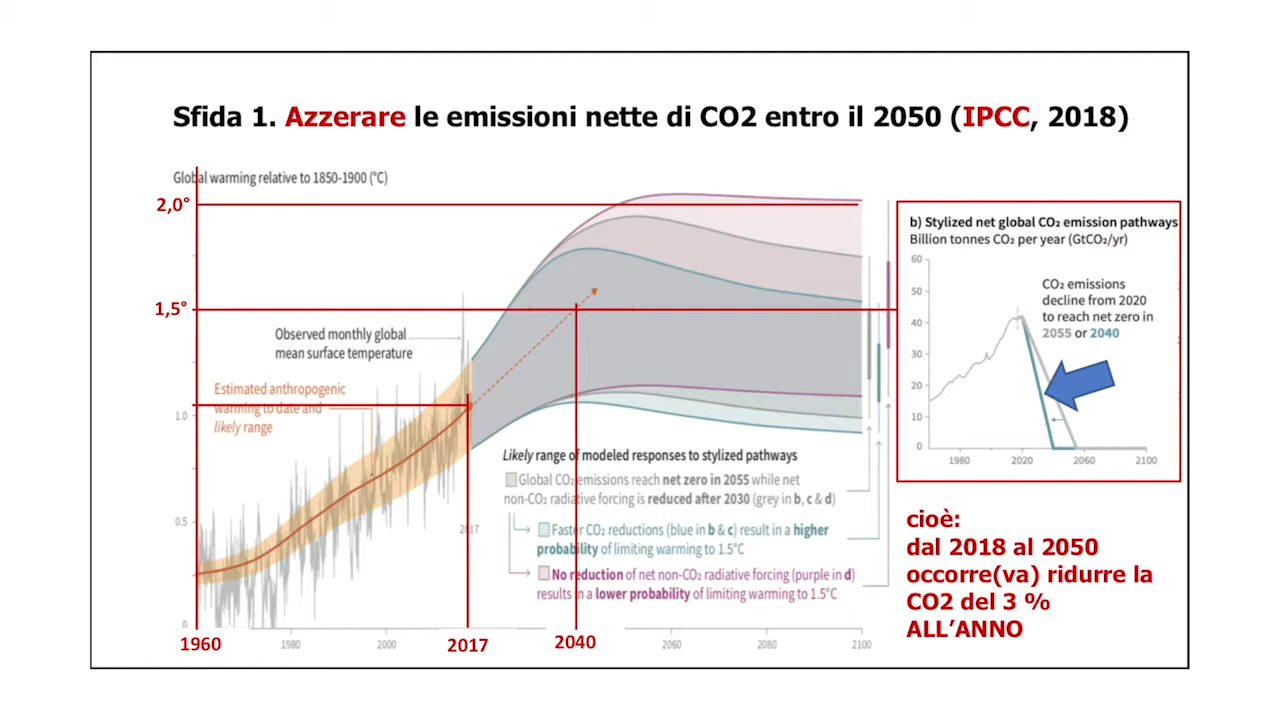 Sfida 1. Azzerare le emissioni nette di CO2 entro il 2050 (IPCC, 2018)
Global warming relative to 1850-1900 (°C)
2,0°
1,5°
1.0
0.5
0
Observed monthly global
mean surface temperature
Estimated anthropogenic
warming to date and
likely range
2017
1960
1980
2000
2017
2040
2060
2080
2100
Likely range of modeled responses to stylized pathways
Global CO₂ emissions reach net zero in 2055 while net
non-CO₂ radiative forcing is reduced after 2030 (grey in b, c & d)
Faster CO₂ reductions (blue in b & c) result in a higher
probability of limiting warming to 1.5°C
No reduction of net non-CO₂ radiative forcing (purple in d)
results in a lower probability of limiting warming to 1.5°C
b) Stylized net global CO₂ emission pathways
Billion tonnes CO₂ per year (GtCO₂/yr)
60
50
40
30
20
10
0
CO₂ emissions
decline from 2020
to reach net zero in
2055 or 2040
1980
2020
2060
2100
cioè:
dal 2018 al 2050
occorre(va) ridurre la
CO2 del 3 %
ALL'ANNO